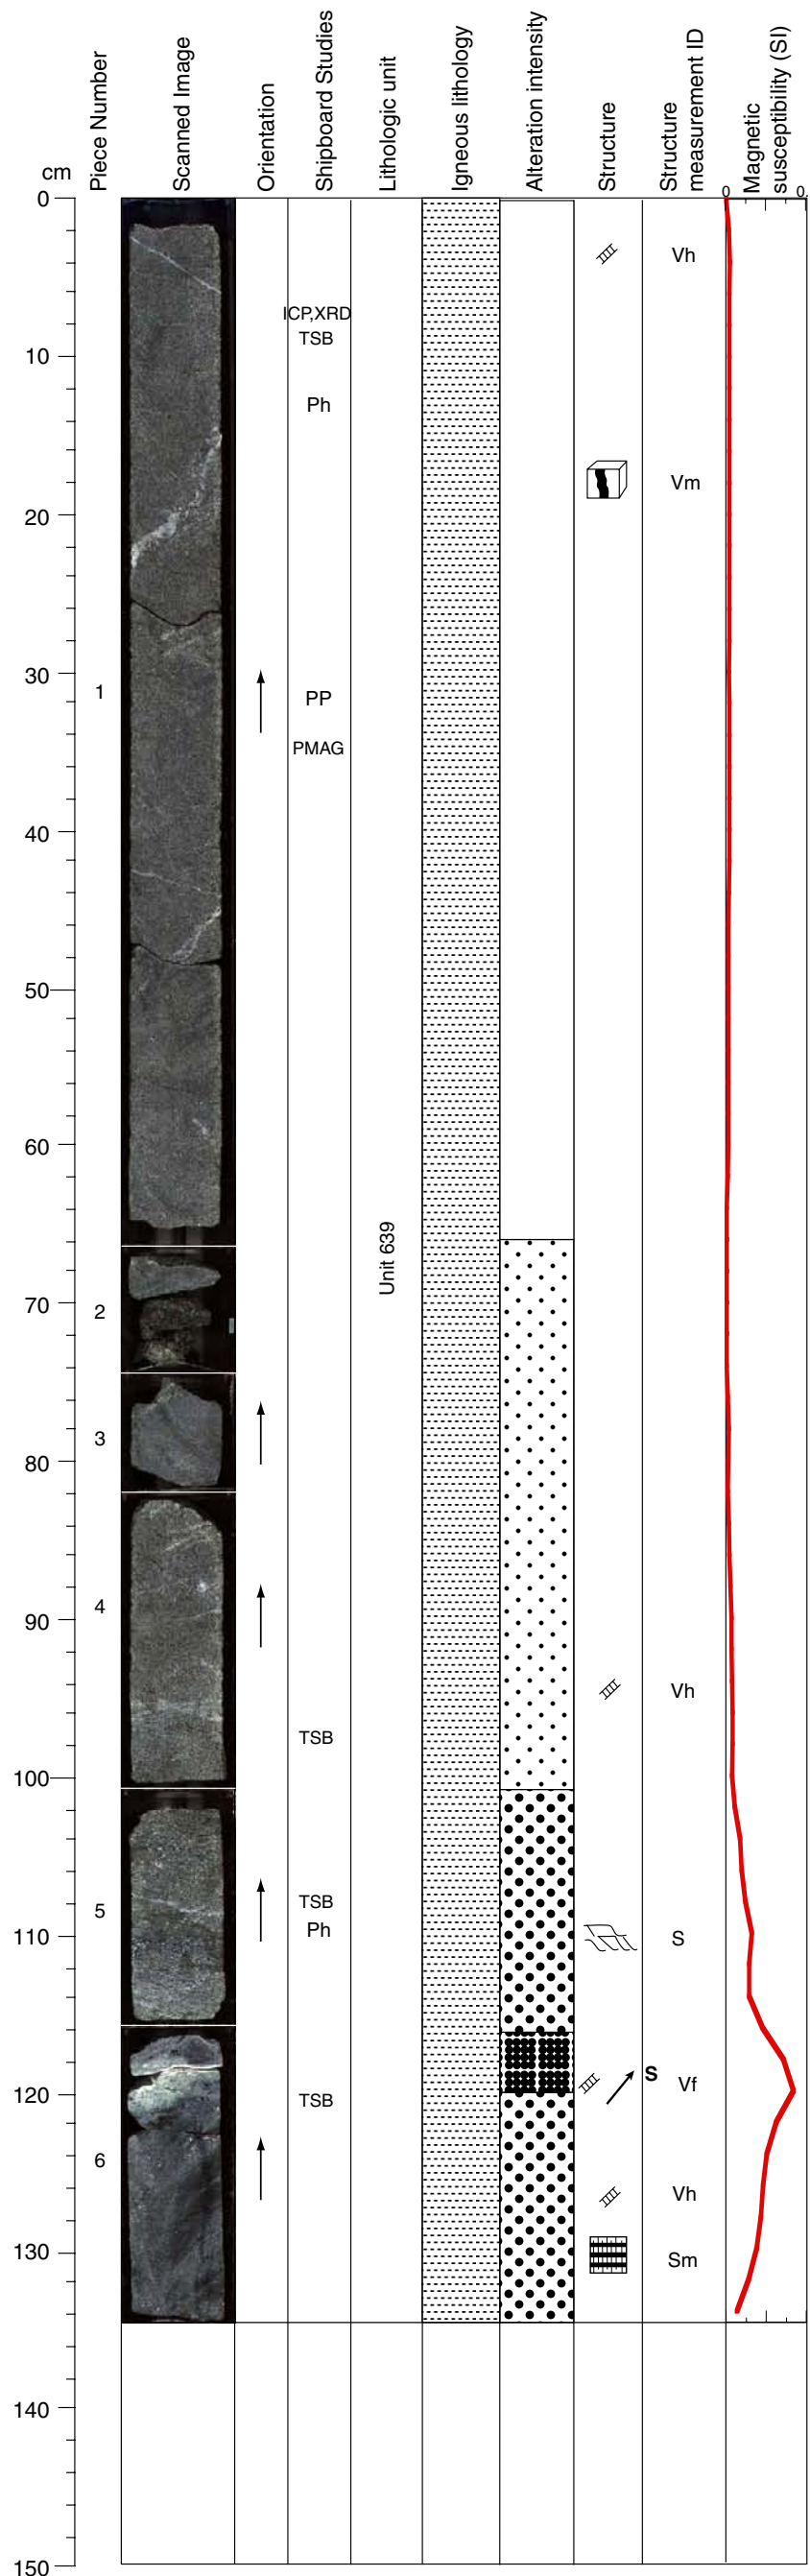 cm
Piece Number
Scanned Image
Orientation
Shipboard Studies
Lithologic unit
Igneous lithology
Alteration intensity
Structure
Structure
measurement ID
Magnetic
susceptibility (SI)
0 0.
0
Vh
ICP,XRD
TSB
10
Ph
Vm
20
30
1
PP
PMAG
40
50
60
Unit 639
70
2
3
80
4
90
Vh
TSB
100
5
TSB
Ph
110
S
S
Vf
120
TSB
6
Vh
130
Sm
140
150